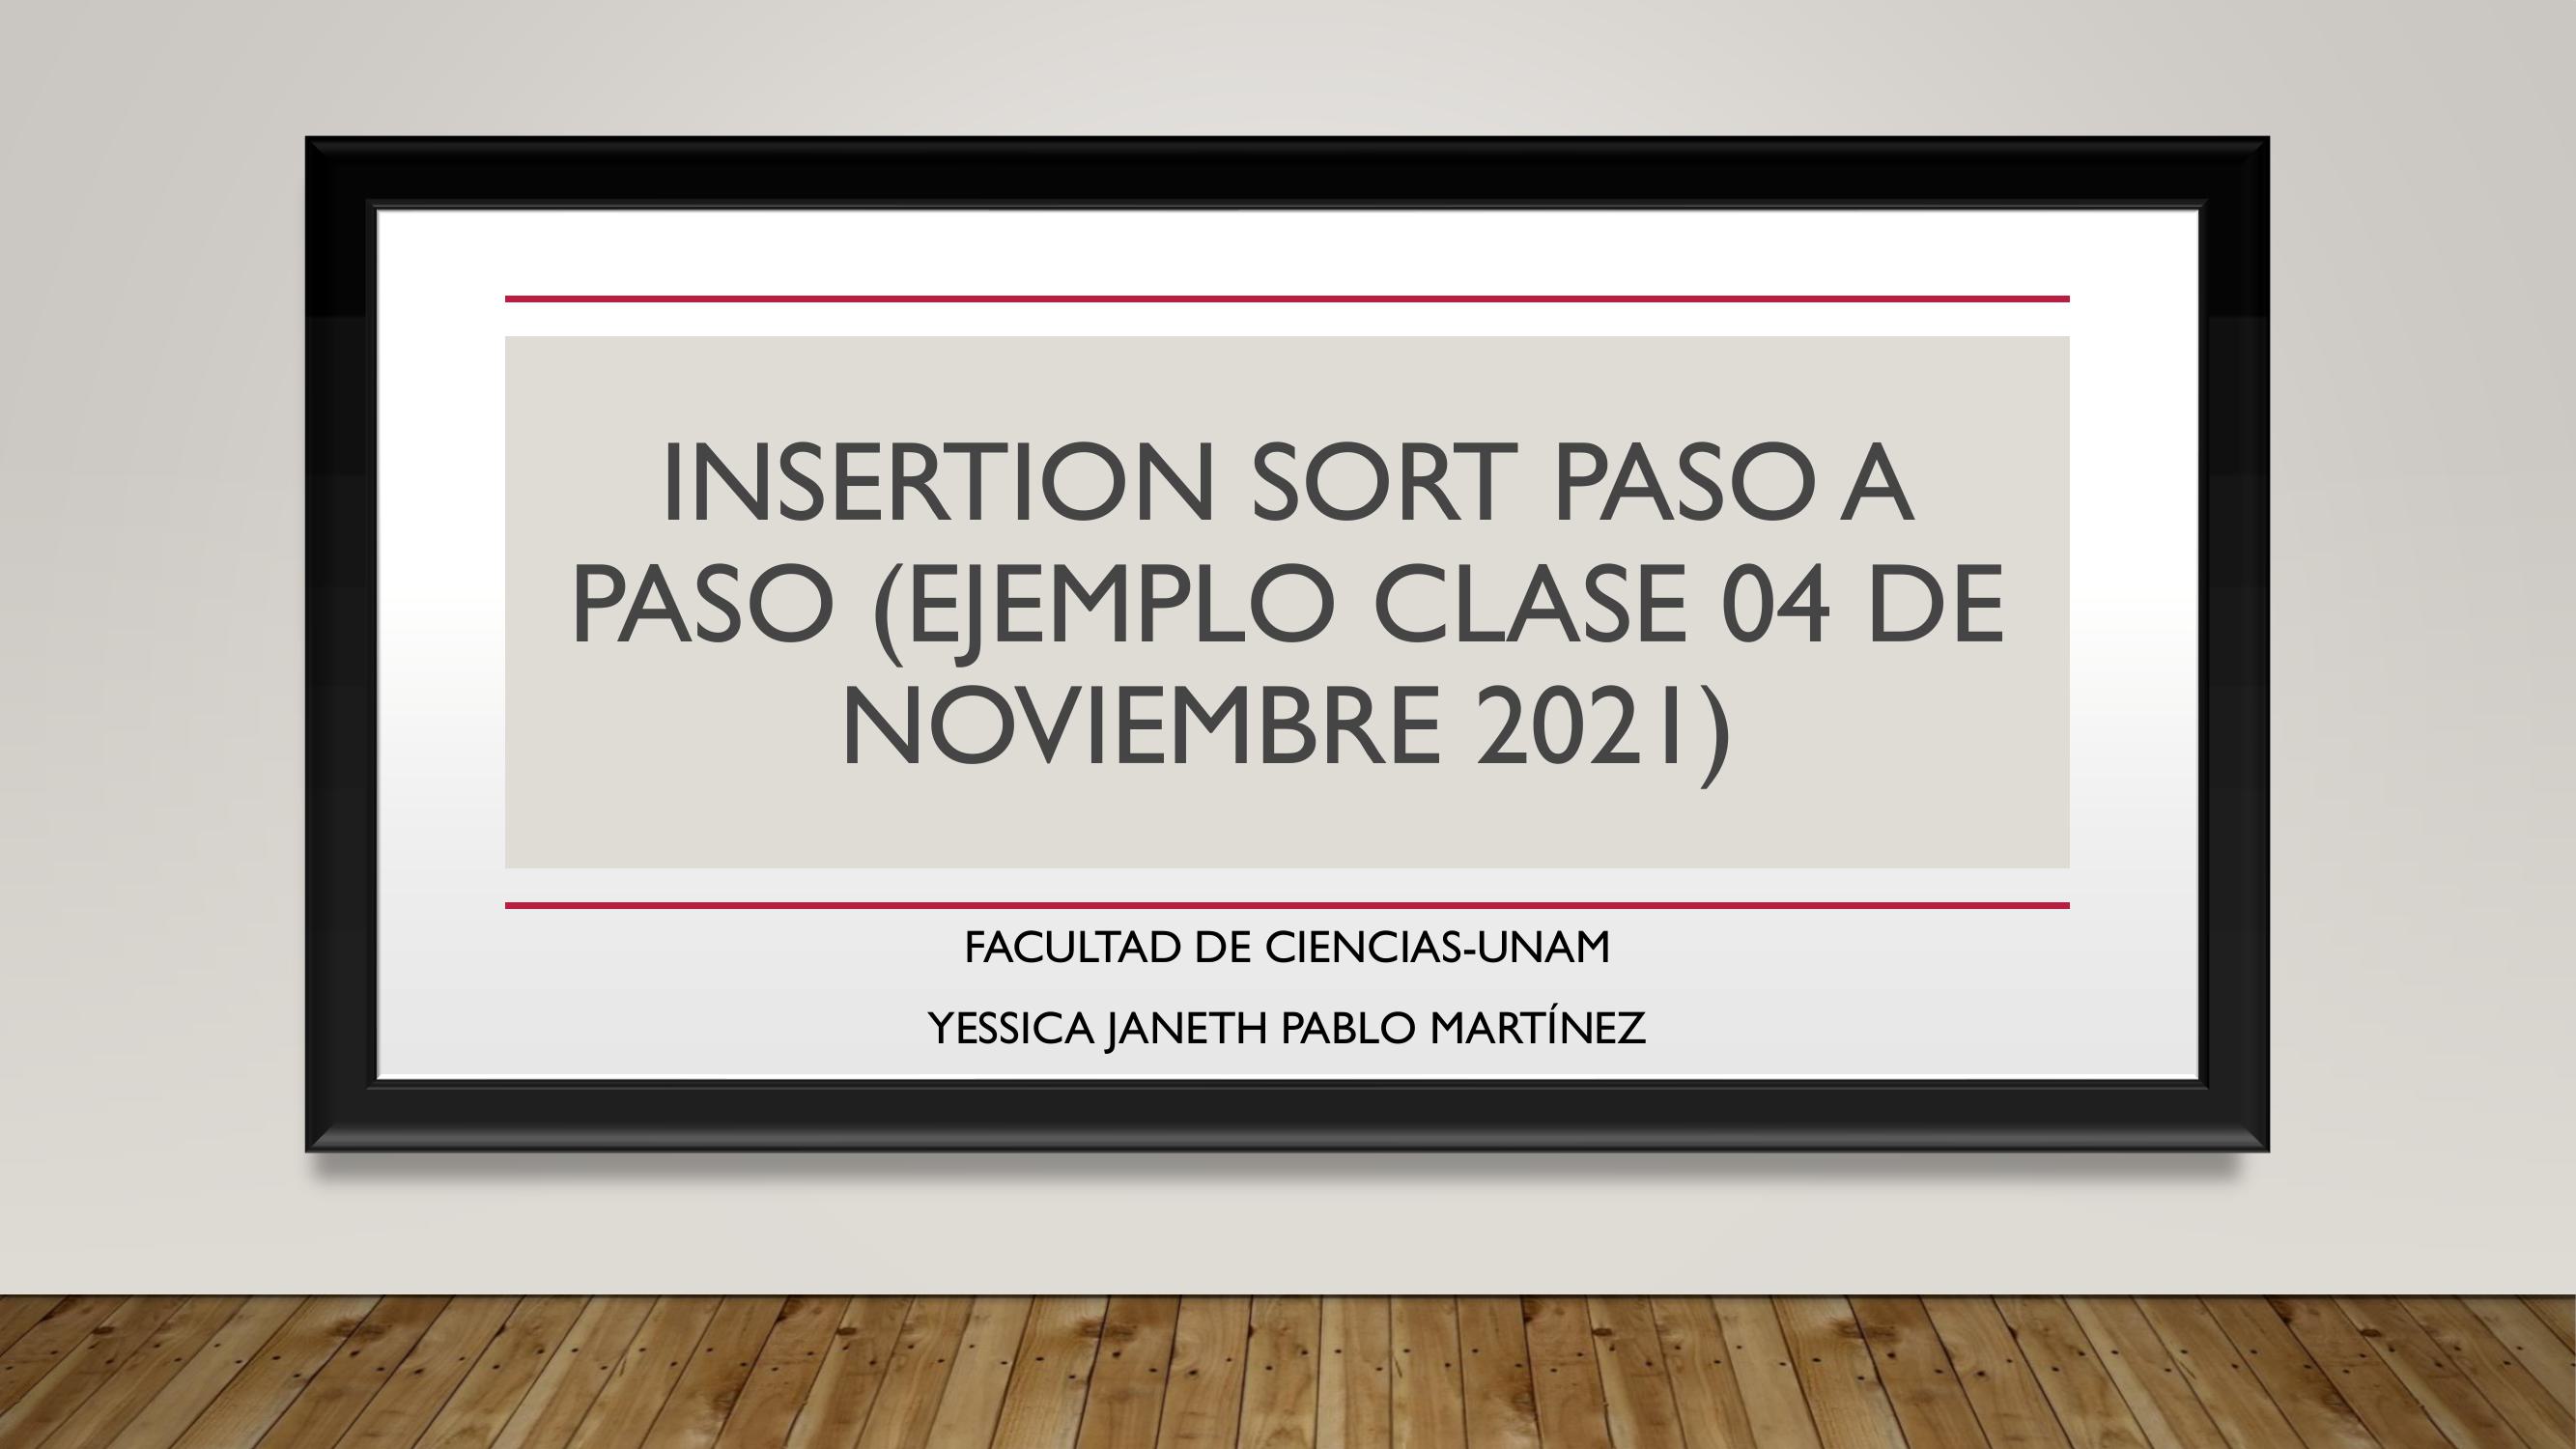 INSERTION SORT PASO A
PASO (EJEMPLO CLASE 04 DE
NOVIEMBRE 2021)
FACULTAD DE CIENCIAS-UNAM
YESSICA JANETH PABLO MARTÍNEZ